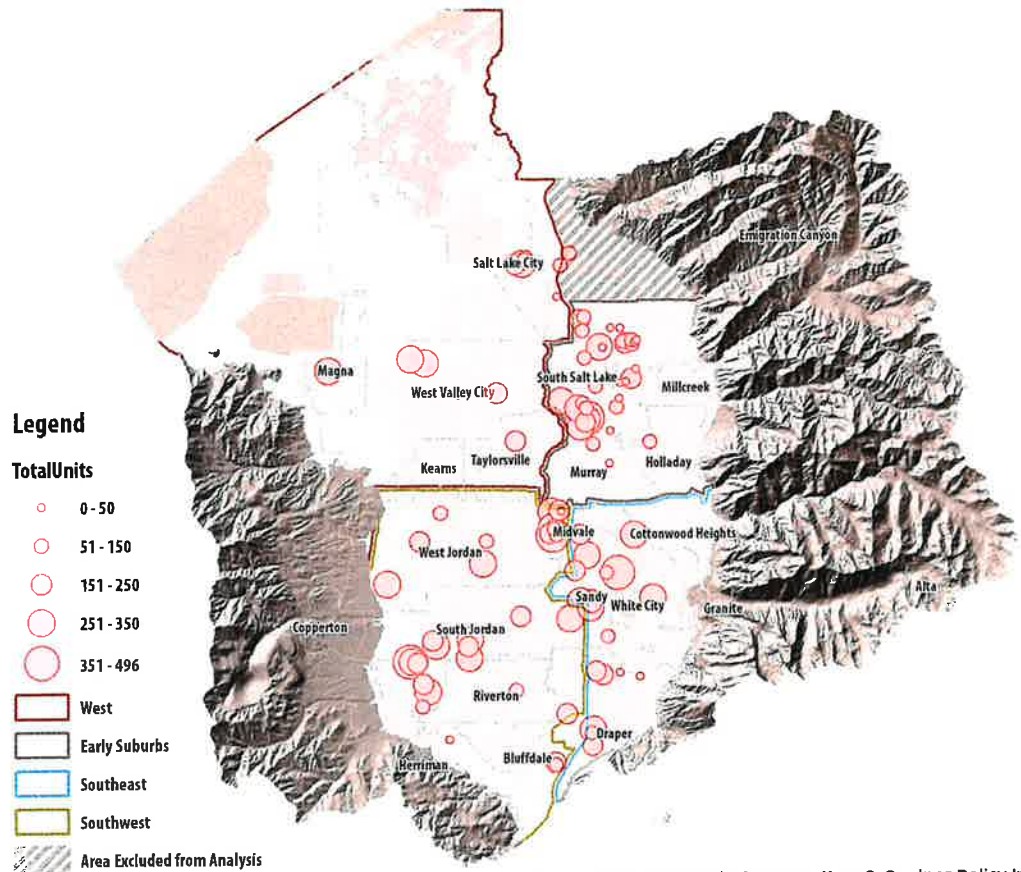 Emigration Canyon
Salt Lake City
Magna
South Salt Lake
West Valley City
Millcreek
Legend
TotalUnits
Taylorsville
Kearns
Holladay
Murray
0 - 50
51 - 150
151 - 250
251 - 350
351 - 496
Midvale
Cottonwood Heights
West Jordan
Sandy
White City
Granite
Alta
Copperton
South Jordan
Riverton
West
Early Suburbs
Southeast
Southwest
Area Excluded from Analysis
Draper
Bluffdale
Herriman